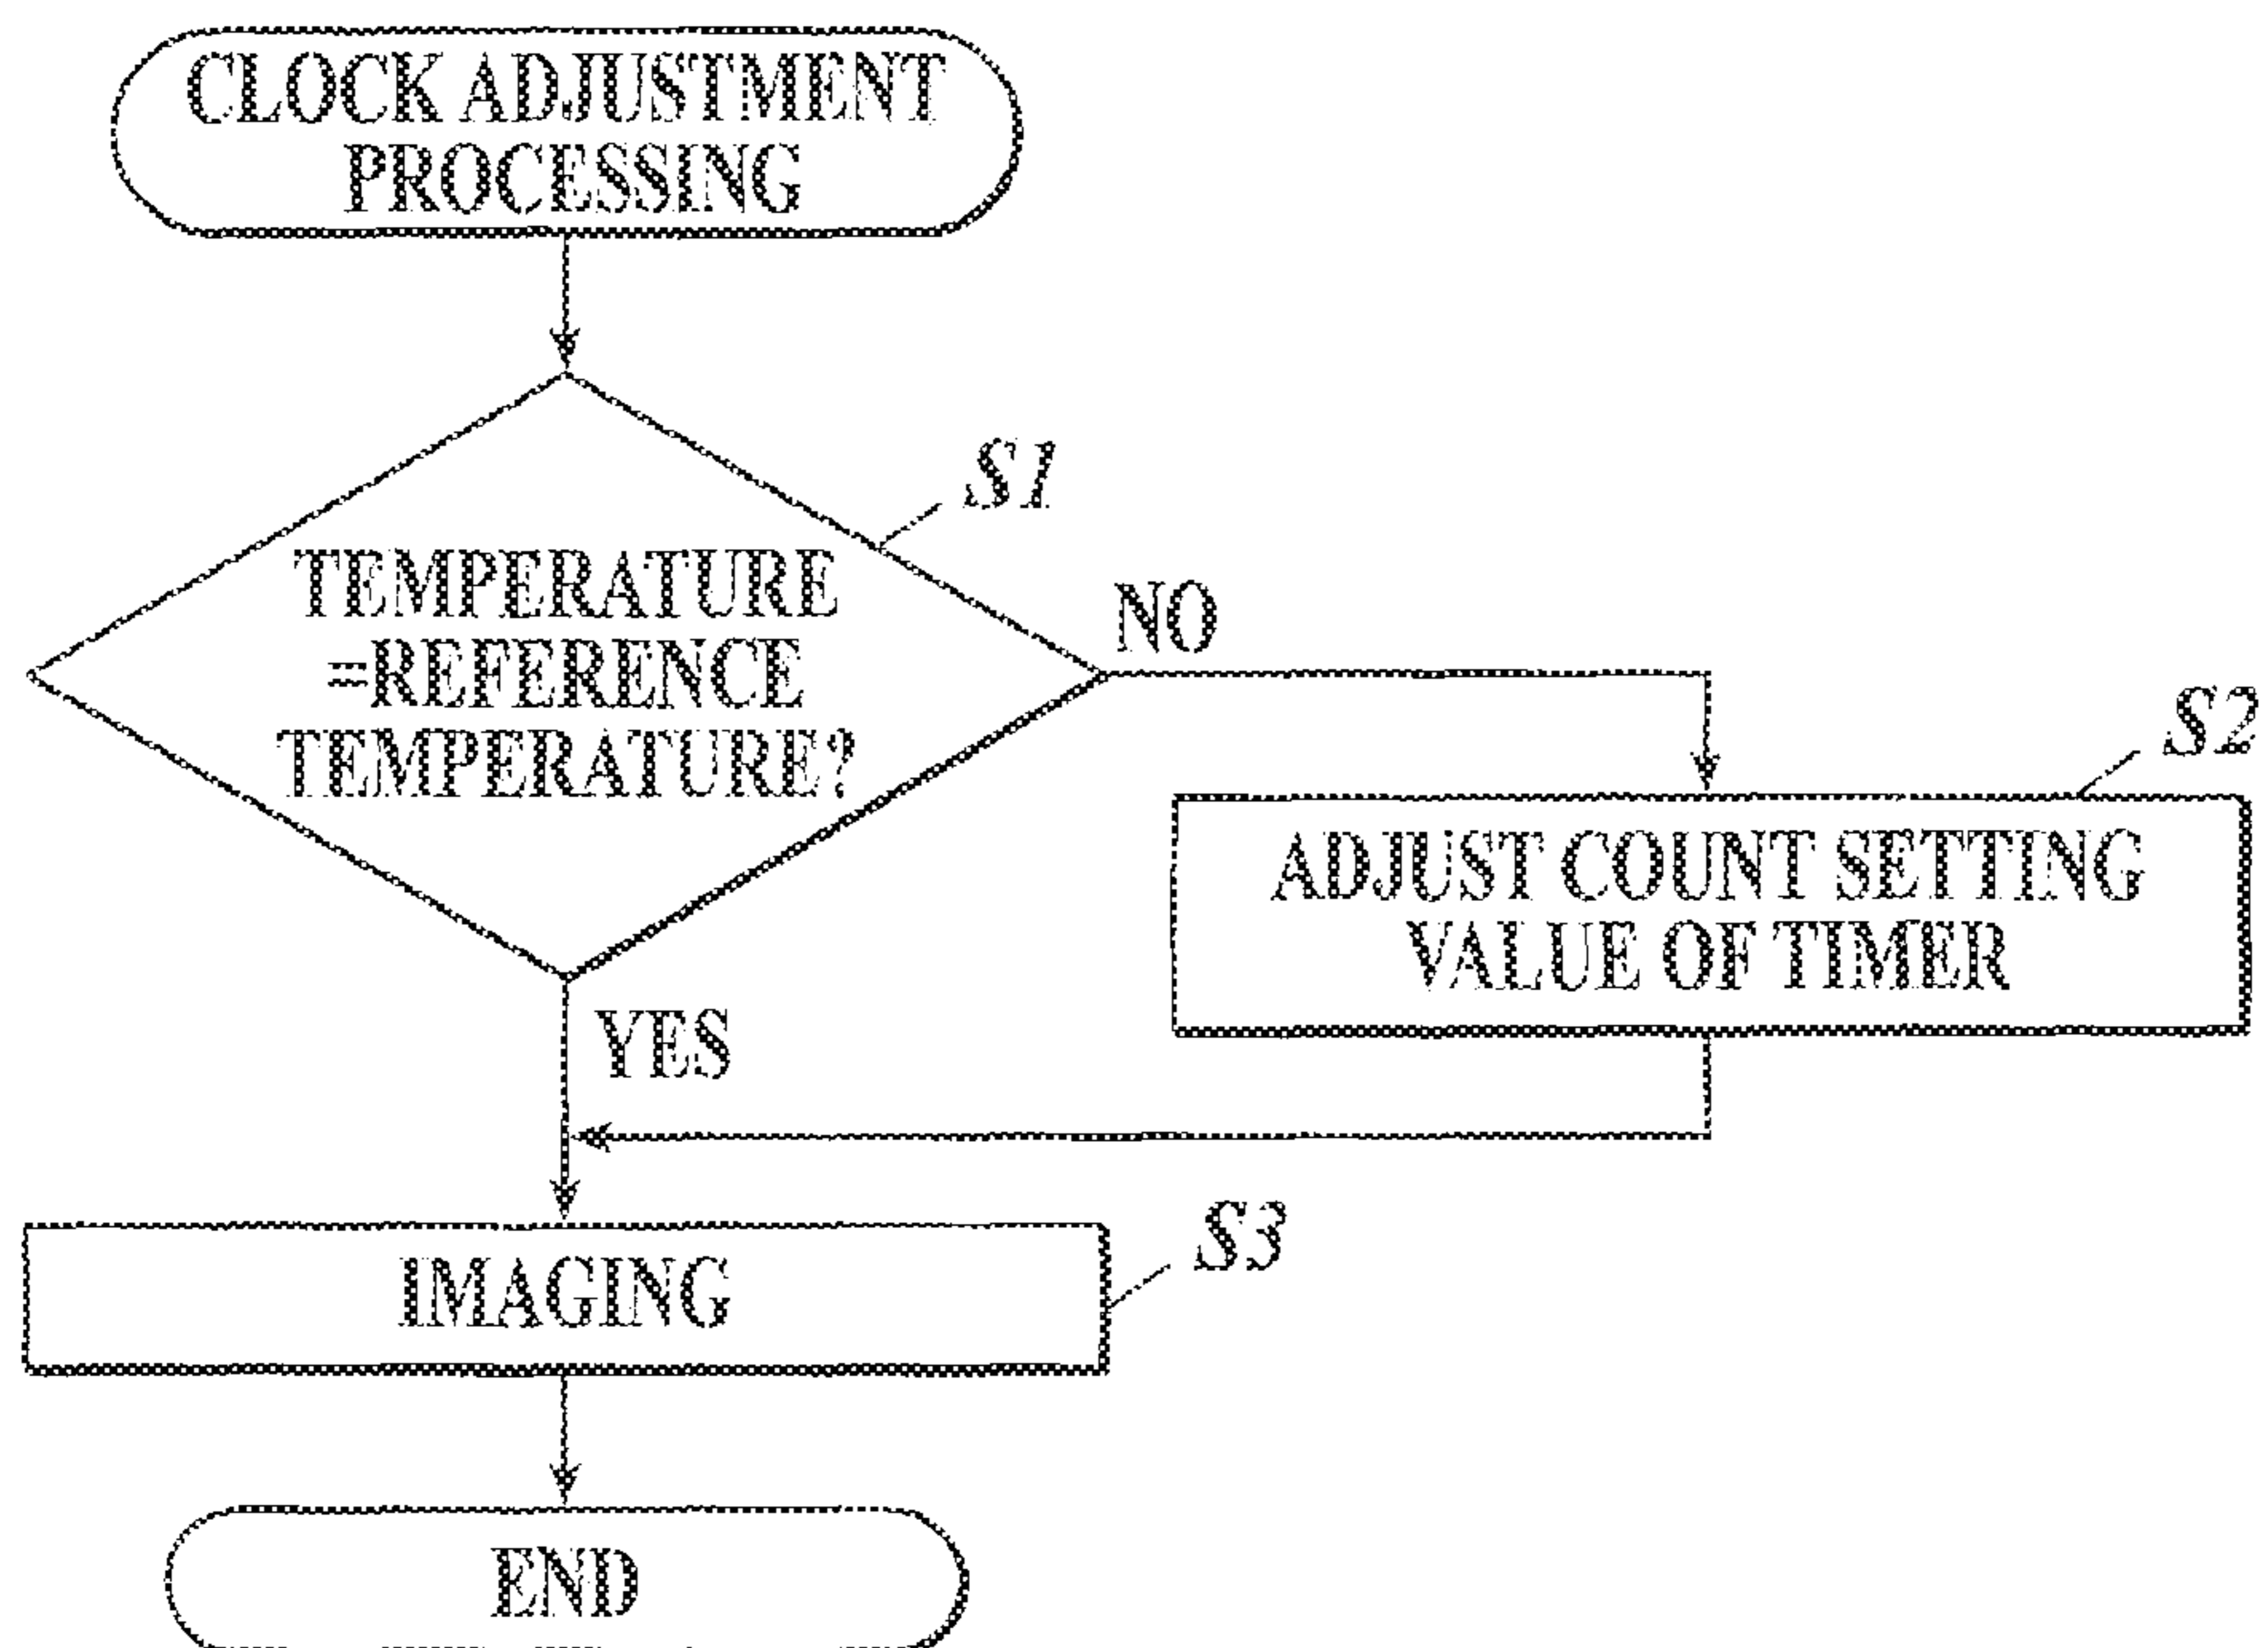 CLOCK ADJUSTMENT
PROCESSING
S1
TEMPERATURE
=REFERENCE
TEMPERATURE?
NO
S2
ADJUST COUNT SETTING
VALUE OF TIMER
YES
S3
IMAGING
END